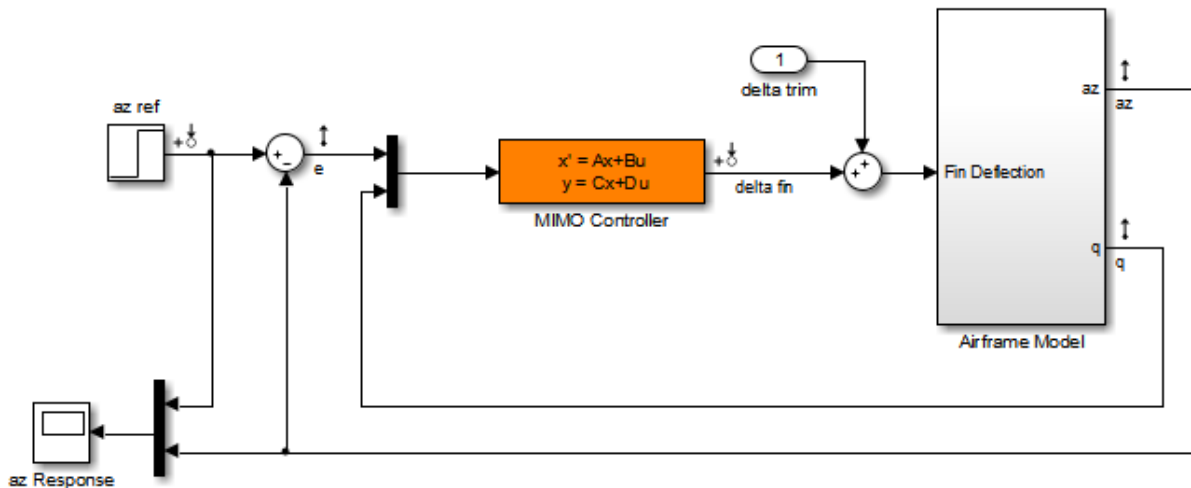 az ref
+
+
-
e
x' = Ax+Bu
y = Cx+Du
MIMO Controller
+
delta fin
1
delta trim
+
+
Fin Deflection
az
az
q
q
Airframe Model
az Response